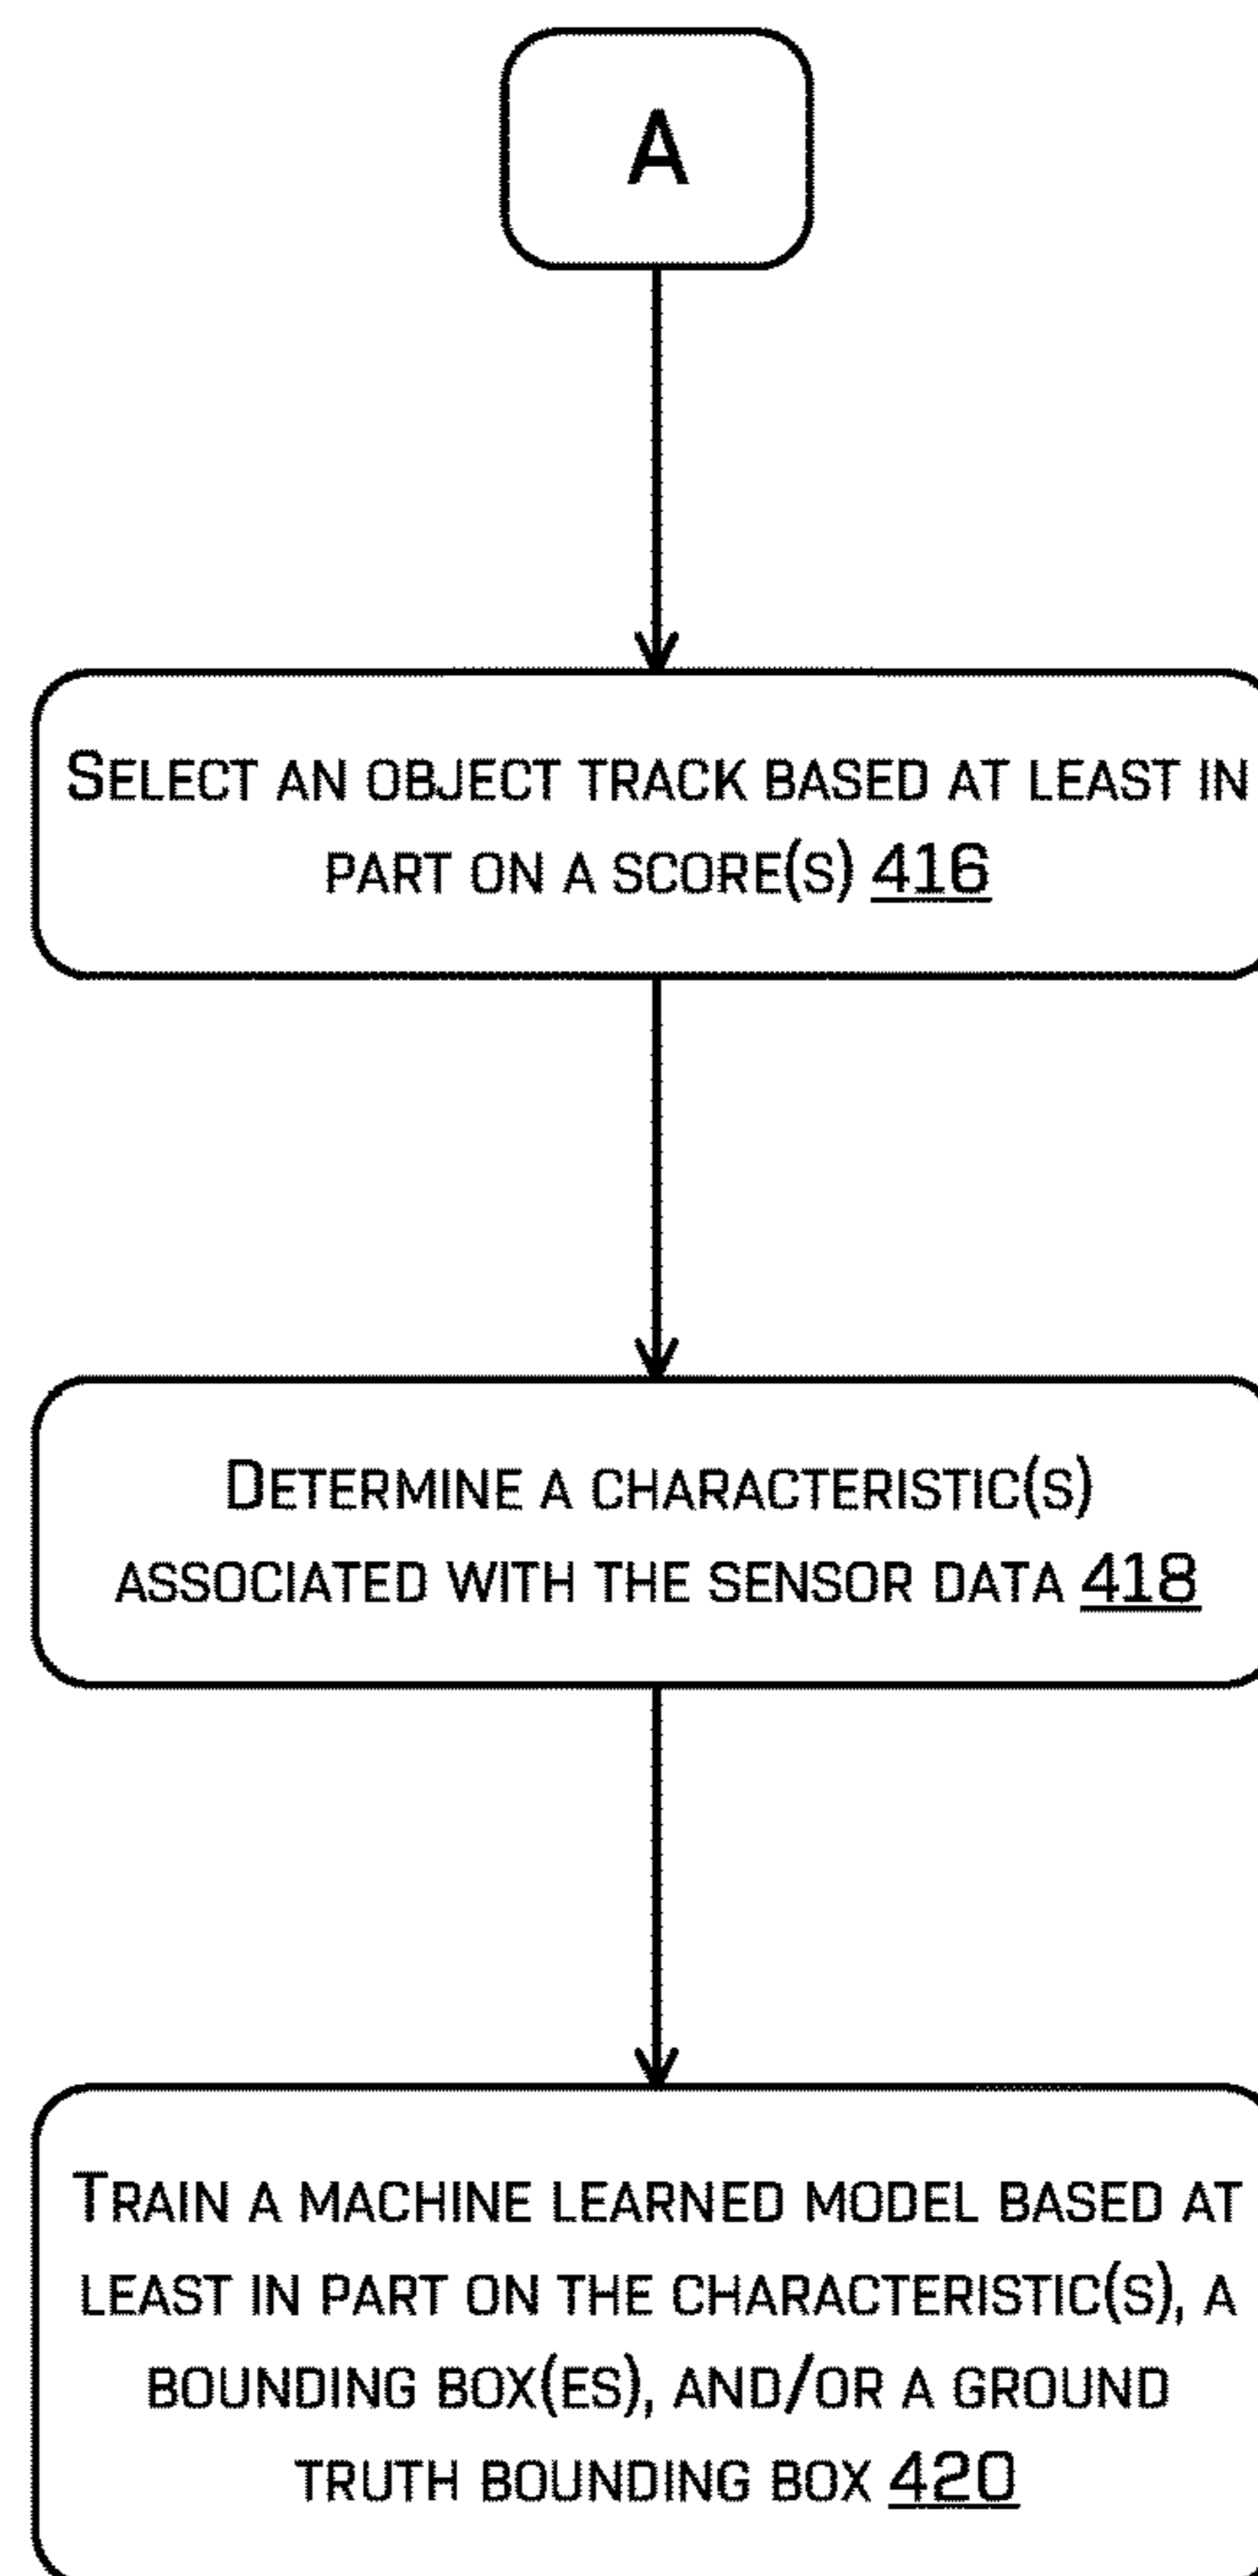 A
SELECT AN OBJECT TRACK BASED AT LEAST IN
PART ON A SCORE(S) 416
DETERMINE A CHARACTERISTIC(S)
ASSOCIATED WITH THE SENSOR DATA 418
TRAIN A MACHINE LEARNED MODEL BASED AT
LEAST IN PART ON THE CHARACTERISTIC(S), A
BOUNDING BOX(ES), AND/OR A GROUND
TRUTH BOUNDING BOX 420